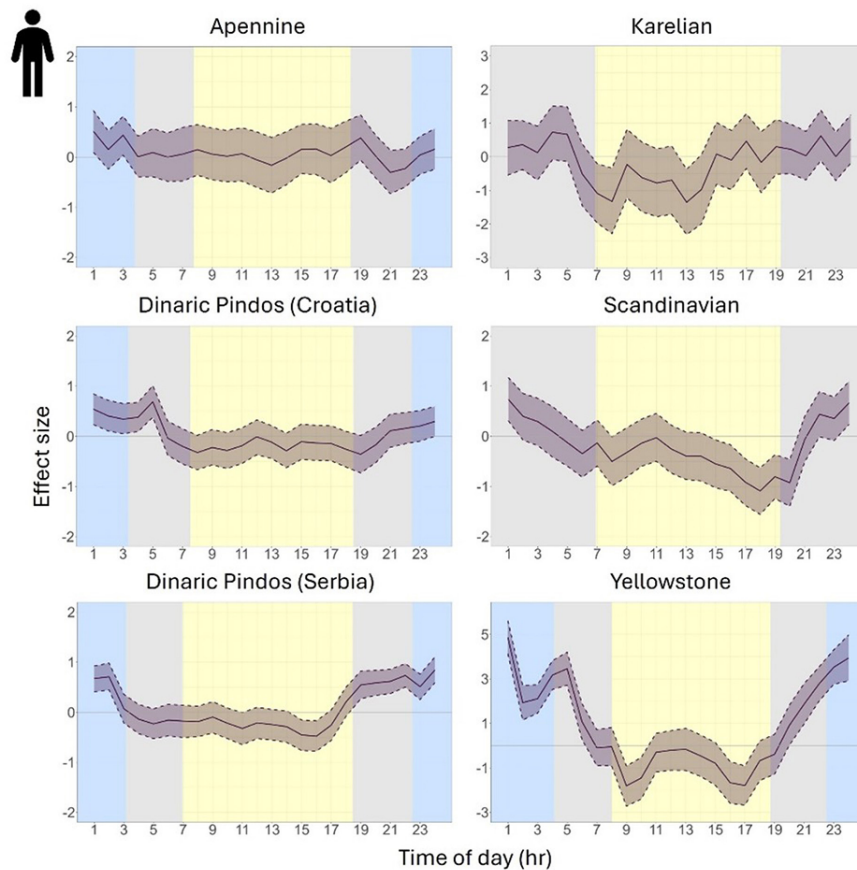 Apennine
2
1
0
-1
-2
1 3 5 7 9 11 13 15 17 19 21 23
Karelian
3
2
1
0
-1
-2
-3
1 3 5 7 9 11 13 15 17 19 21 23
Dinaric Pindos (Croatia)
2
1
0
-1
-2
1 3 5 7 9 11 13 15 17 19 21 23
Scandinavian
2
1
0
-1
-2
1 3 5 7 9 11 13 15 17 19 21 23
Effect size
Dinaric Pindos (Serbia)
2
1
0
-1
-2
1 3 5 7 9 11 13 15 17 19 21 23
Yellowstone
5
3
1
-1
-3
1 3 5 7 9 11 13 15 17 19 21 23
Time of day (hr)